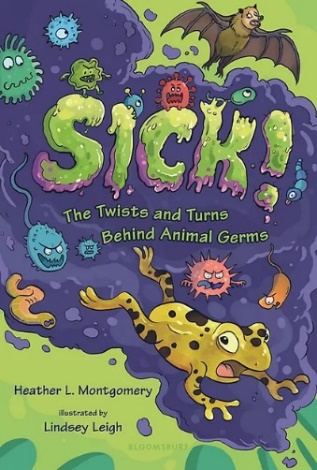 SICK!
The Twists and Turns
Behind Animal Germs
Heather L. Montgomery
illustrated by
Lindsey Leigh
BLOOMSBURY